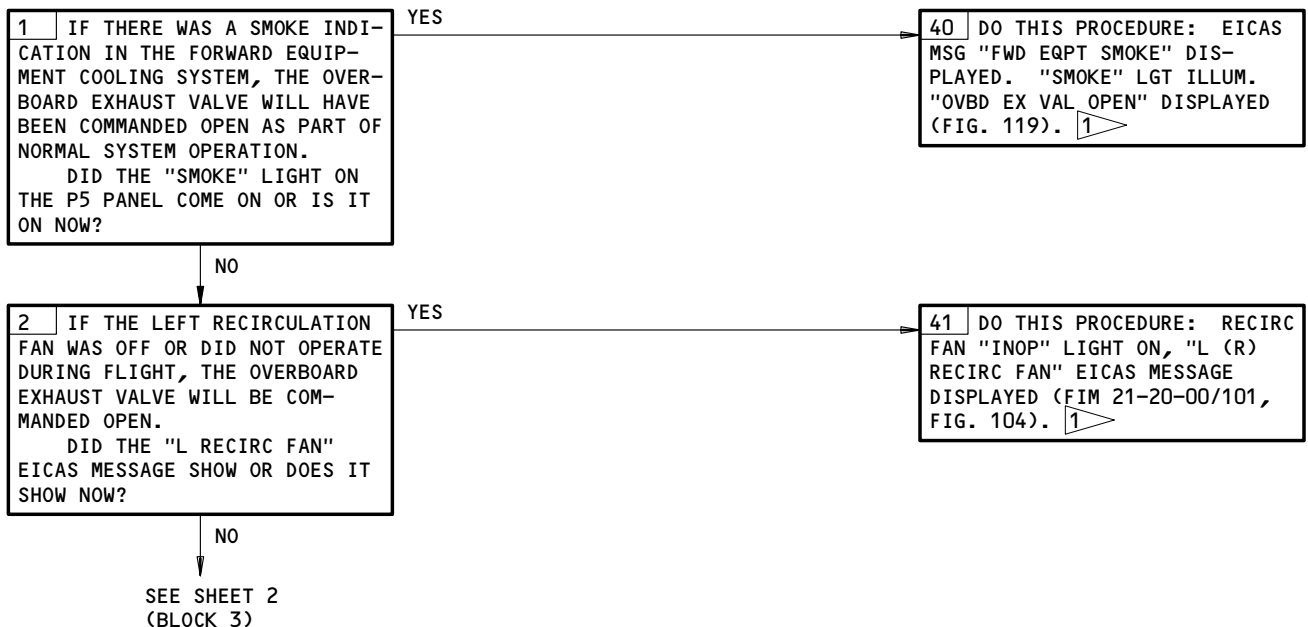 1 IF THERE WAS A SMOKE INDI-
CATION IN THE FORWARD EQUIP-
MENT COOLING SYSTEM, THE OVER-
BOARD EXHAUST VALVE WILL HAVE
BEEN COMMANDED OPEN AS PART OF
NORMAL SYSTEM OPERATION.
DID THE "SMOKE" LIGHT ON
THE P5 PANEL COME ON OR IS IT
ON NOW?
YES
40 DO THIS PROCEDURE: EICAS
MSG "FWD EQPT SMOKE" DIS-
PLAYED. "SMOKE" LGT ILLUM.
"OVBD EX VAL OPEN" DISPLAYED
(FIG. 119). 1
NO
2 IF THE LEFT RECIRCULATION
FAN WAS OFF OR DID NOT OPERATE
DURING FLIGHT, THE OVERBOARD
EXHAUST VALVE WILL BE COM-
MANDED OPEN.
DID THE "L RECIRC FAN"
EICAS MESSAGE SHOW OR DOES IT
SHOW NOW?
YES
41 DO THIS PROCEDURE: RECIRC
FAN "INOP" LIGHT ON, "L (R)
RECIRC FAN" EICAS MESSAGE
DISPLAYED (FIM 21-20-00/101,
FIG. 104). 1
NO
SEE SHEET 2
(BLOCK 3)